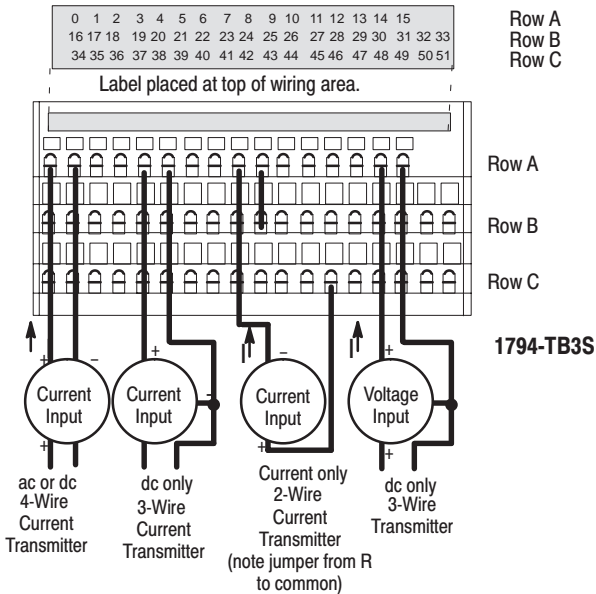 0 1 2 3 4 5 6 7 8 9 10 11 12 13 14 15 Row A
16 17 18 19 20 21 22 23 24 25 26 27 28 29 30 31 32 33 Row B
34 35 36 37 38 39 40 41 42 43 44 45 46 47 48 49 50 51 Row C
Label placed at top of wiring area.
Row A
Row B
Row C
1794-TB3S
I I I
+ – + – +
Current Input
Current Input
Current Input
Voltage Input
–
+ + +
ac or dc
4-Wire
Current
Transmitter
dc only
3-Wire
Current
Transmitter
Current only
2-Wire
Current
Transmitter
(note jumper from R
to common)
dc only
3-Wire
Transmitter